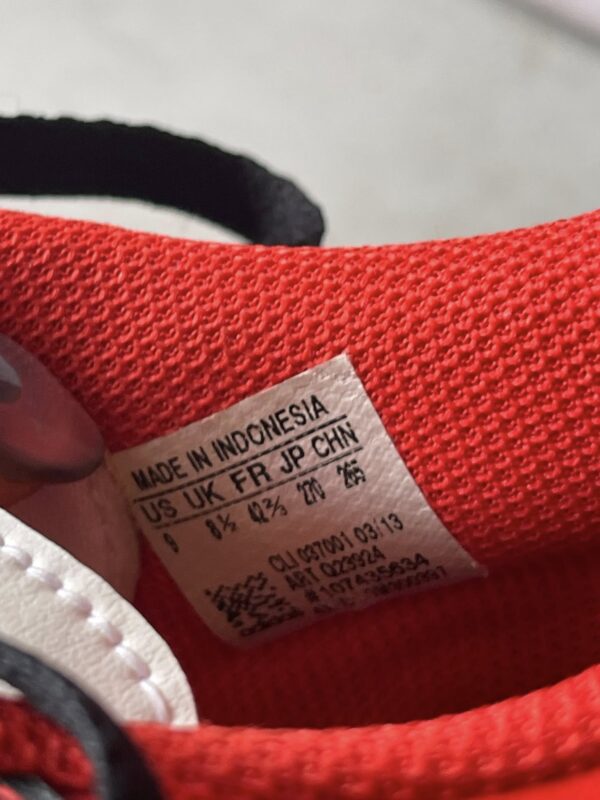 MADE IN INDONESIA
US UK FR JP CHN
9 8½ 42⅔ 270 265
CLI 037001 03/13
ART Q23924
#107435634